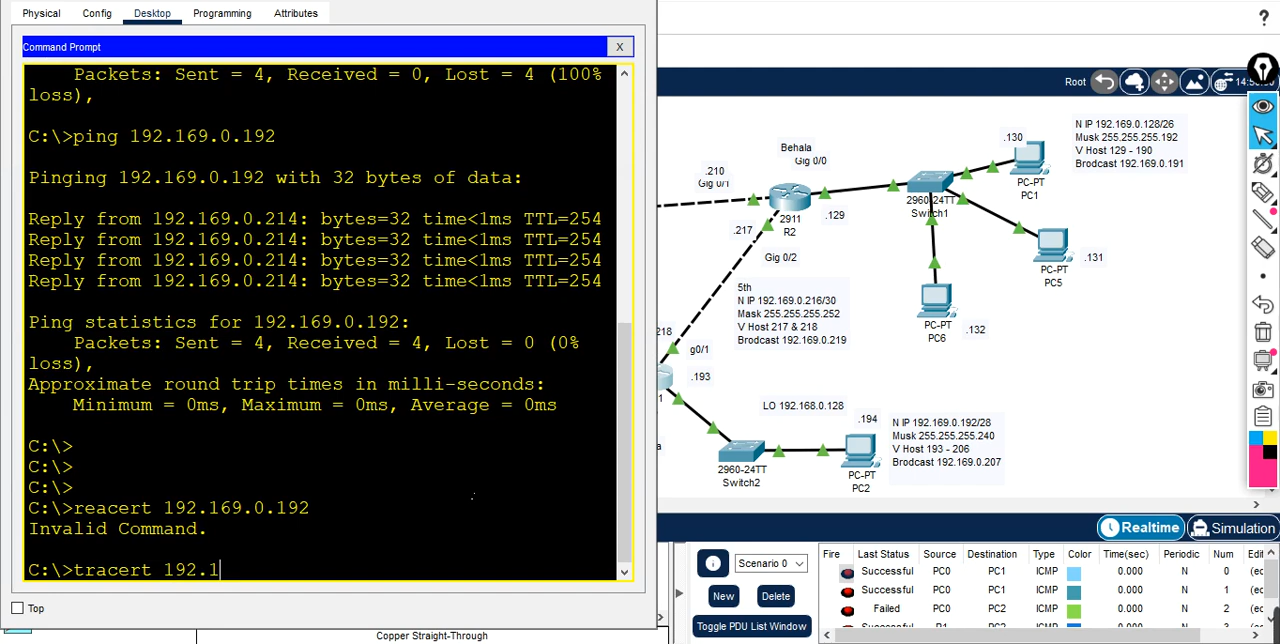 Physical
Config
Desktop
Programming
Attributes
Command Prompt
X
Packets: Sent = 4, Received = 0, Lost = 4 (100%
loss),
C:\>ping 192.169.0.192
Pinging 192.169.0.192 with 32 bytes of data:
Reply from 192.169.0.214: bytes=32 time<1ms TTL=254
Reply from 192.169.0.214: bytes=32 time<1ms TTL=254
Reply from 192.169.0.214: bytes=32 time<1ms TTL=254
Reply from 192.169.0.214: bytes=32 time<1ms TTL=254
Ping statistics for 192.169.0.192:
Packets: Sent = 4, Received = 4, Lost = 0 (0%
loss),
Approximate round trip times in milli-seconds:
Minimum = 0ms, Maximum = 0ms, Average = 0ms
C:\>
C:\>
C:\>
C:\>reacert 192.169.0.192
Invalid Command.
C:\>tracert 192.1
Top
Copper Straight-Through
?
Root
Behala
Gig 0/0
.210
Gig 0/1
2911
R2
.129
.217
Gig 0/2
2960-24TT
Switch1
.130
PC-PT
PC1
N IP 192.169.0.128/26
Musk 255.255.255.192
V Host 129 - 190
Brodcast 192.169.0.191
PC-PT
PC5
.131
PC-PT
PC6
.132
5th
N IP 192.169.0.216/30
Mask 255.255.255.252
V Host 217 & 218
Brodcast 192.169.0.219
218
g0/1
.193
LO 192.168.0.128
2960-24TT
Switch2
.194
PC-PT
PC2
N IP 192.169.0.192/28
Musk 255.255.255.240
V Host 193 - 206
Brodcast 192.169.0.207
Realtime
Simulation
Scenario 0
New
Delete
Toggle PDU List Window
Fire Last Status Source Destination Type Color Time(sec) Periodic Num Edit
Successful PC0 PC1 ICMP 0.000 N 0 (ec
Successful PC0 PC1 ICMP 0.000 N 1 (ec
Failed PC0 PC2 ICMP 0.000 N 2 (ec